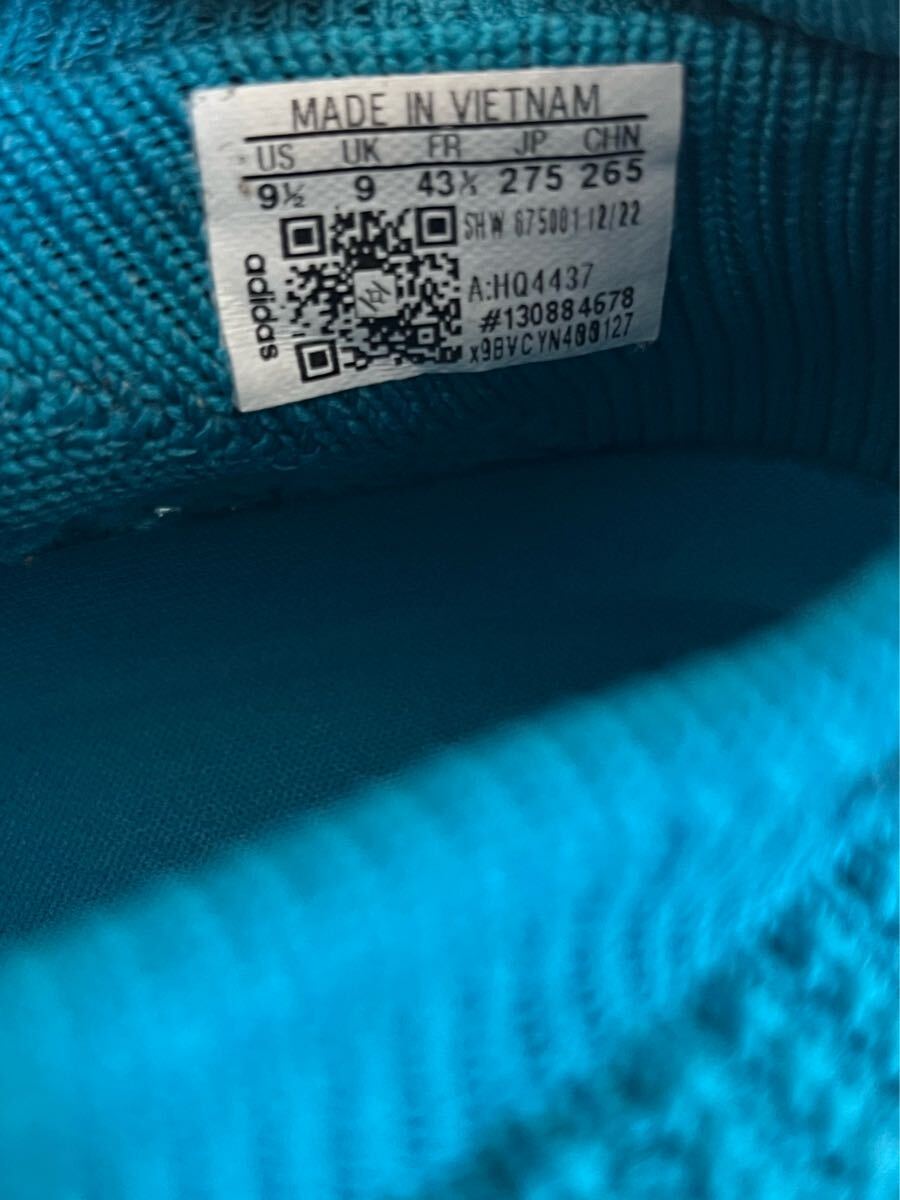 MADE IN VIETNAM
US UK FR JP CHN
9½ 9 43⅓ 275 265
SHW 675001 12/22
adidas
A:HQ4437
#130884678